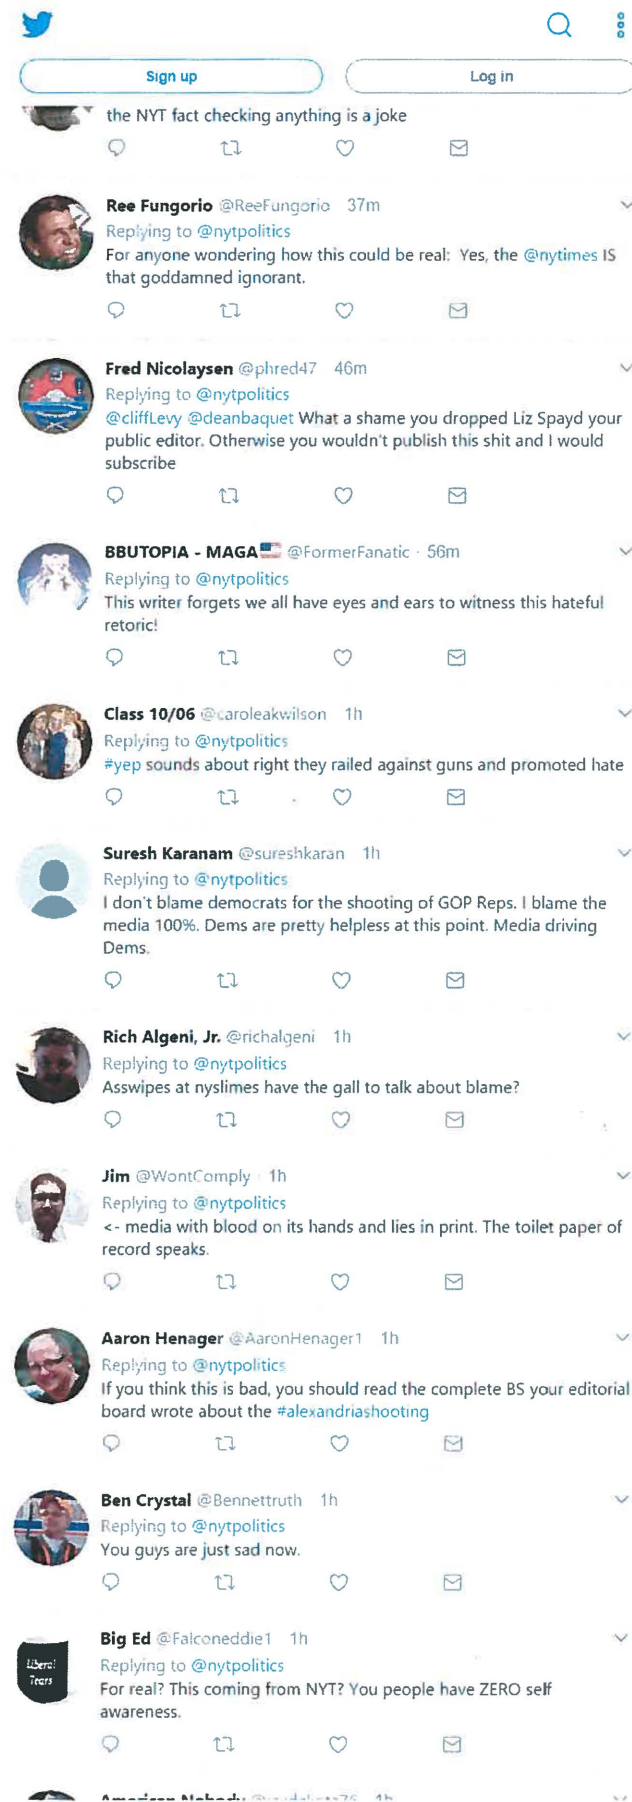 Sign up
Log in
the NYT fact checking anything is a joke
Ree Fungorio @ReeFungorio 37m
Replying to @nytpolitics
For anyone wondering how this could be real: Yes, the @nytimes IS
that goddamned ignorant.
Fred Nicolaysen @phred47 46m
Replying to @nytpolitics
@cliffLevy @deanbaquet What a shame you dropped Liz Spayd your
public editor. Otherwise you wouldn't publish this shit and I would
subscribe
BBUTOPIA - MAGA @FormerFanatic · 56m
Replying to @nytpolitics
This writer forgets we all have eyes and ears to witness this hateful
retoric!
Class 10/06 @caroleakwilson 1h
Replying to @nytpolitics
#yep sounds about right they railed against guns and promoted hate
Suresh Karanam @sureshkaran 1h
Replying to @nytpolitics
I don't blame democrats for the shooting of GOP Reps. I blame the
media 100%. Dems are pretty helpless at this point. Media driving
Dems.
Rich Algeni, Jr. @richalgeni 1h
Replying to @nytpolitics
Asswipes at nyslimes have the gall to talk about blame?
Jim @WontComply 1h
Replying to @nytpolitics
<- media with blood on its hands and lies in print. The toilet paper of
record speaks.
Aaron Henager @AaronHenager1 1h
Replying to @nytpolitics
If you think this is bad, you should read the complete BS your editorial
board wrote about the #alexandriashooting
Ben Crystal @Bennettruth 1h
Replying to @nytpolitics
You guys are just sad now.
Big Ed @Falconeddie1 1h
Liberal
Tears
Replying to @nytpolitics
For real? This coming from NYT? You people have ZERO self
awareness.
American Nobody 1h